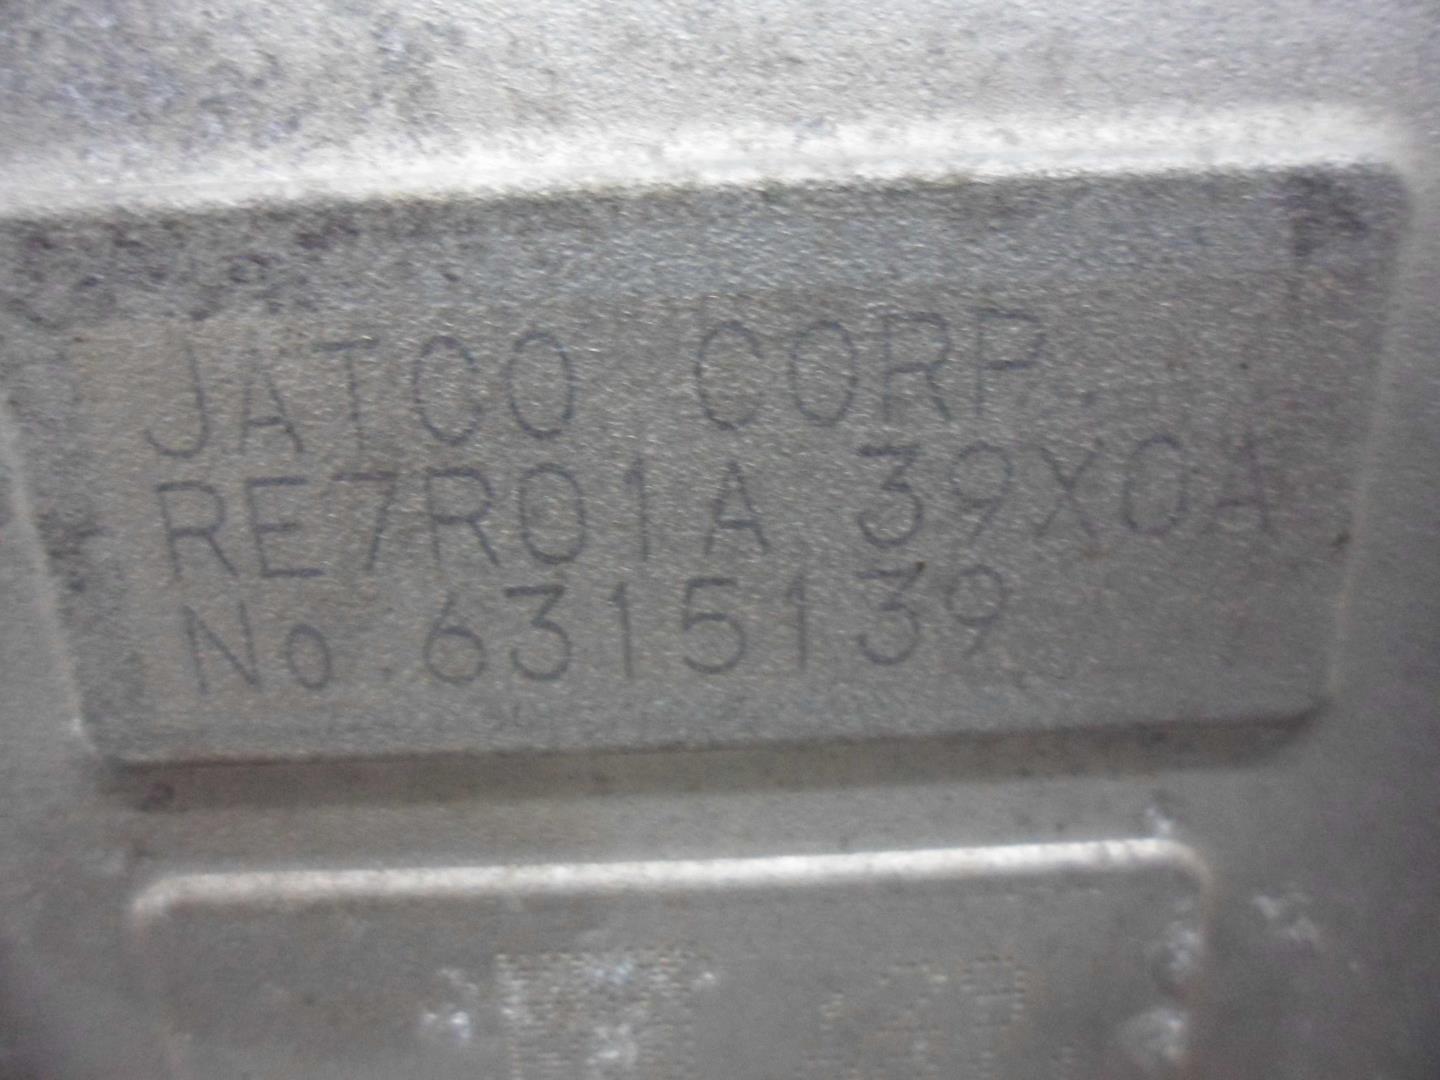 JATCO CORP.
RE7R01A 39X0A
No.6315139